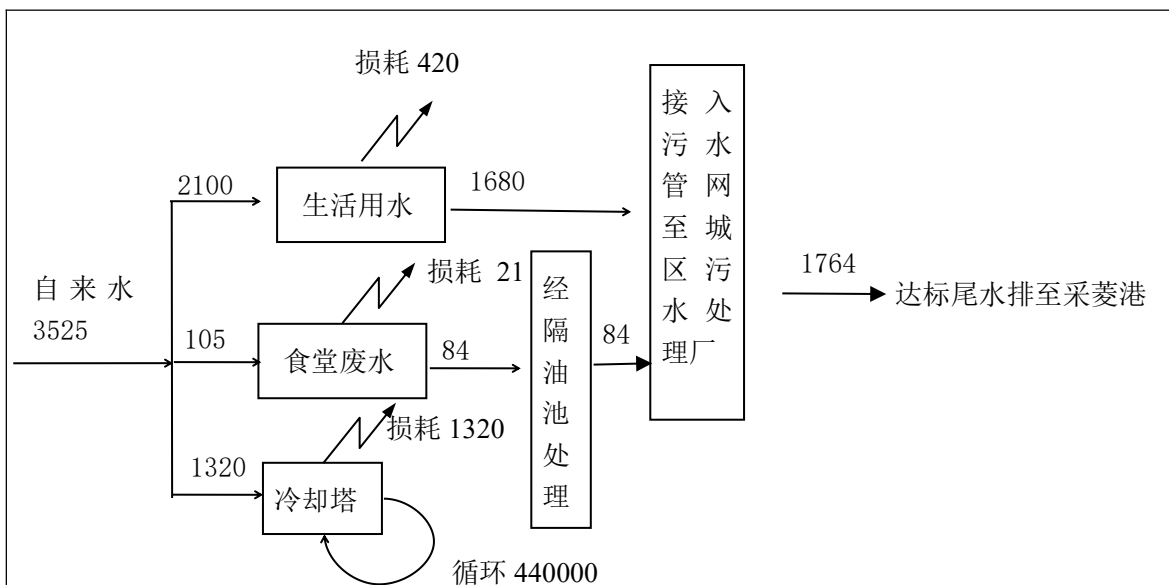 损耗 420
2100
生活用水
1680
接入
污水
管网
至城
区污
水处
理厂
自来水
3525
损耗 21
105
食堂废水
84
经
隔
油
池
处
理
84
1764
达标尾水排至采菱港
1320
冷却塔
损耗 1320
循环 440000